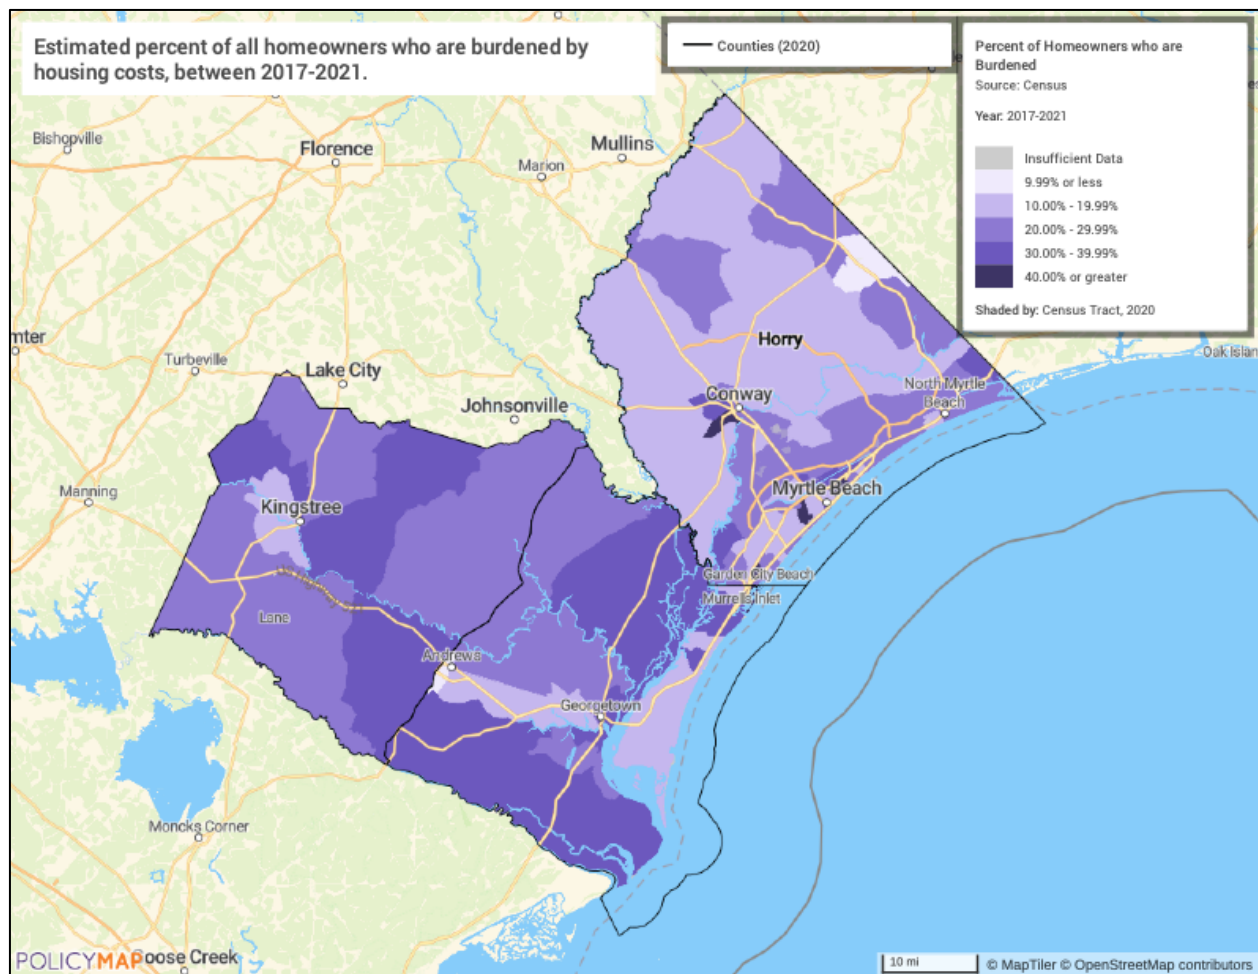 Estimated percent of all homeowners who are burdened by
housing costs, between 2017-2021.
Counties (2020)
Percent of Homeowners who are
Burdened
Source: Census
Year: 2017-2021
Insufficient Data
9.99% or less
10.00% - 19.99%
20.00% - 29.99%
30.00% - 39.99%
40.00% or greater
Shaded by: Census Tract, 2020
Bishopville
Florence
Mullins
Marion
Horry
mter
Turbeville
Lake City
Oak Islan
Johnsonville
Conway
North Myrtle
Beach
Manning
Kingstree
Myrtle Beach
Garden City Beach
Murrells Inlet
Lane
Andrews
Georgetown
Moncks Corner
POLICYMAP
oose Creek
10 mi
© MapTiler © OpenStreetMap contributors